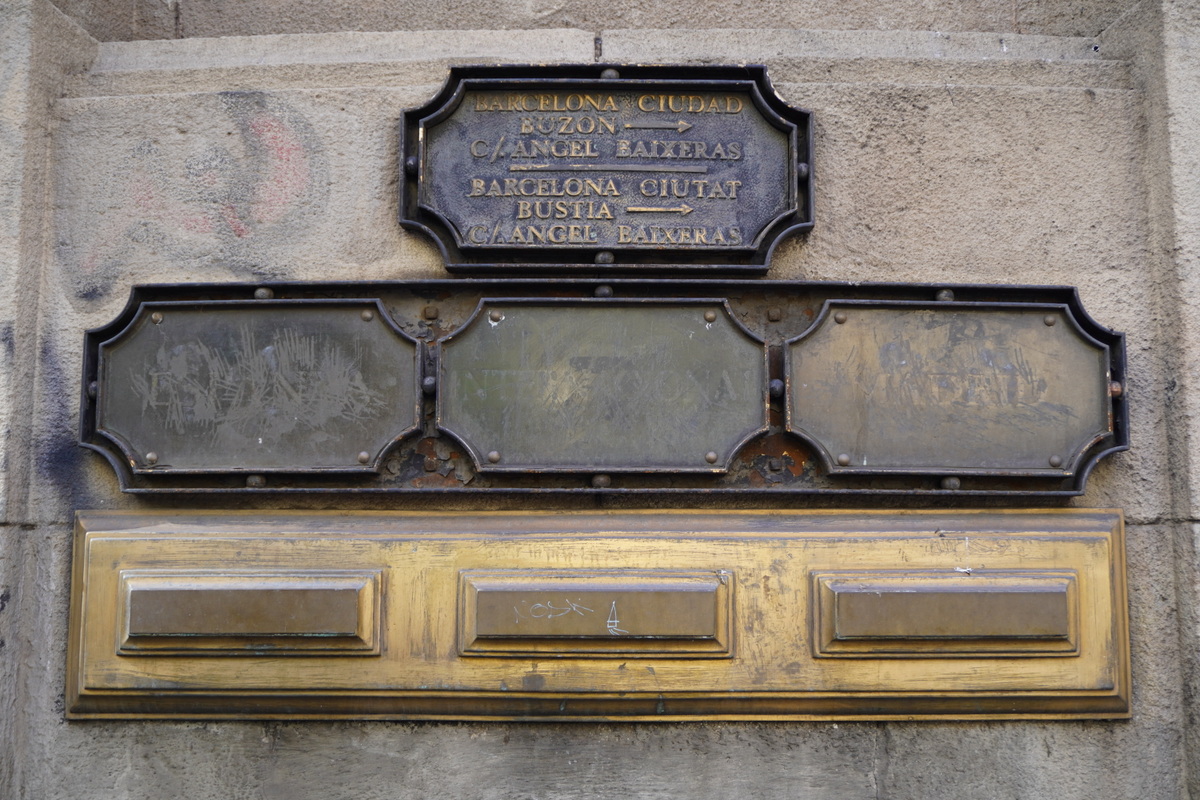 BARCELONA CIUDAD
BUZON →
C/. ANGEL BAIXERAS
BARCELONA CIUTAT
BUSTIA →
C/. ANGEL BAIXERAS